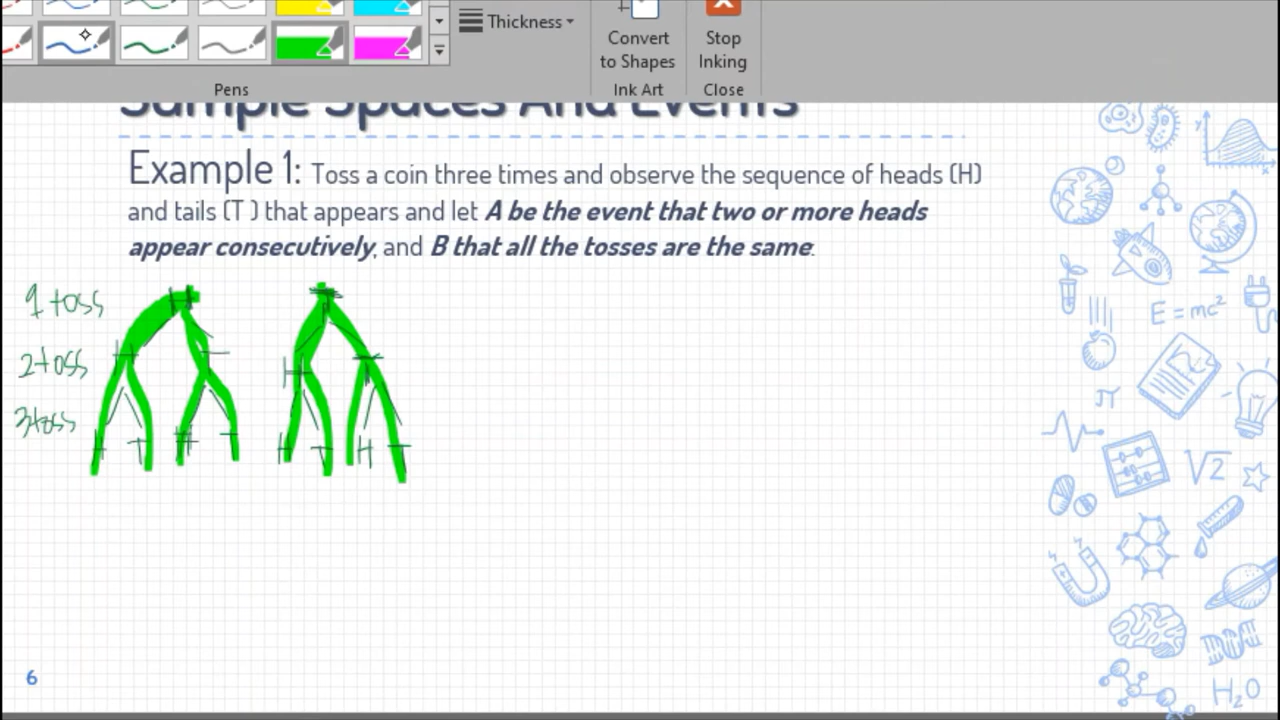 Thickness
Convert
to Shapes
Stop
Inking
Pens
Ink Art
Close
Sample Spaces And Events
Example 1: Toss a coin three times and observe the sequence of heads (H)
and tails (T ) that appears and let A be the event that two or more heads
appear consecutively, and B that all the tosses are the same.
1 toss
H
T
2 toss
H T H T
3 toss
H T H T H T H T
y
x
E = mc²
π
√2
H₂O
6